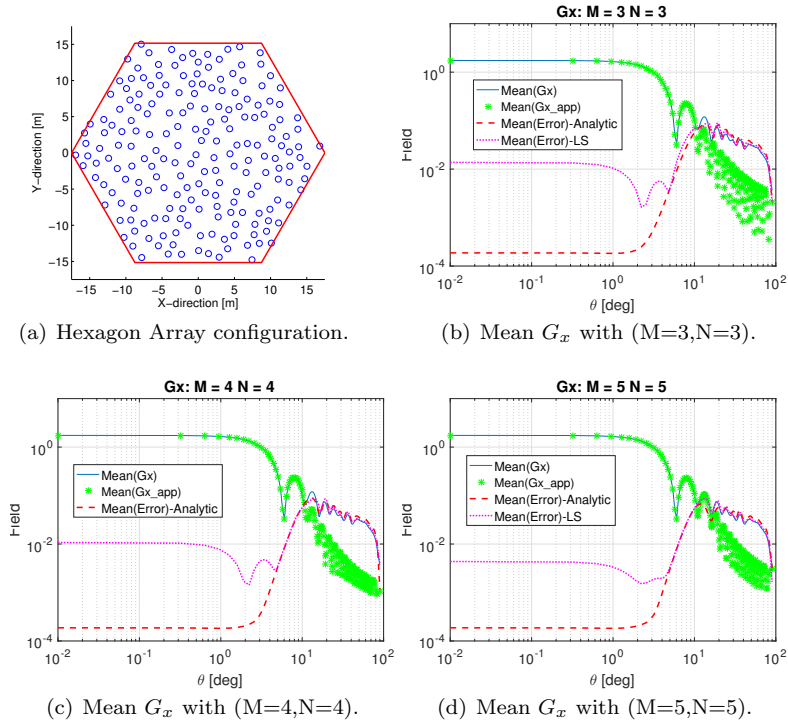 15
10
5
0
−5
−10
−15
Y−direction [m]
−15 −10 −5 0 5 10 15
X−direction [m]
(a) Hexagon Array configuration.
Gx: M = 3 N = 3
Mean(Gx)
Mean(Gx_app)
Mean(Error)-Analytic
Mean(Error)-LS
Field
10^0
10^-2
10^-4
10^-2 10^-1 10^0 10^1 10^2
θ [deg]
(b) Mean G_x with (M=3,N=3).
Gx: M = 4 N = 4
Mean(Gx)
Mean(Gx_app)
Mean(Error)-Analytic
Field
10^0
10^-2
10^-4
10^-2 10^-1 10^0 10^1 10^2
θ [deg]
(c) Mean G_x with (M=4,N=4).
Gx: M = 5 N = 5
Mean(Gx)
Mean(Gx_app)
Mean(Error)-Analytic
Mean(Error)-LS
Field
10^0
10^-2
10^-4
10^-2 10^-1 10^0 10^1 10^2
θ [deg]
(d) Mean G_x with (M=5,N=5).